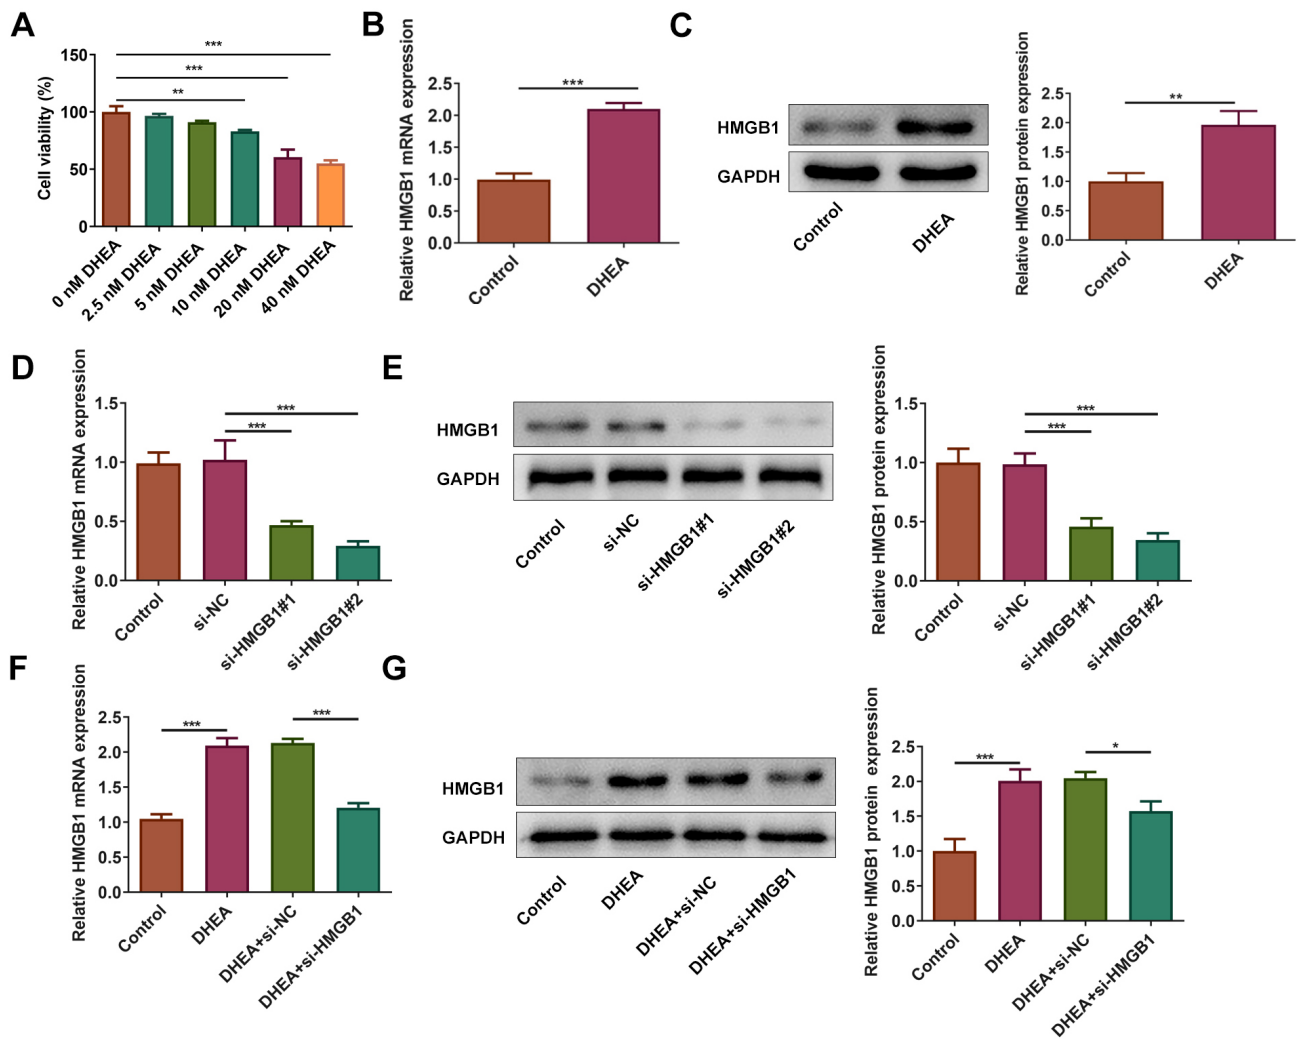 A
Cell viability (%)
150
100
50
0
***
***
**
0 nM DHEA
2.5 nM DHEA
5 nM DHEA
10 nM DHEA
20 nM DHEA
40 nM DHEA
B
Relative HMGB1 mRNA expression
2.5
2.0
1.5
1.0
0.5
0.0
***
Control
DHEA
C
HMGB1
GAPDH
Control
DHEA
Relative HMGB1 protein expression
2.5
2.0
1.5
1.0
0.5
0.0
**
Control
DHEA
D
Relative HMGB1 mRNA expression
1.5
1.0
0.5
0.0
***
***
Control
si-NC
si-HMGB1#1
si-HMGB1#2
E
HMGB1
GAPDH
Control
si-NC
si-HMGB1#1
si-HMGB1#2
Relative HMGB1 protein expression
1.5
1.0
0.5
0.0
***
***
Control
si-NC
si-HMGB1#1
si-HMGB1#2
F
Relative HMGB1 mRNA expression
2.5
2.0
1.5
1.0
0.5
0.0
***
***
Control
DHEA
DHEA+si-NC
DHEA+si-HMGB1
G
HMGB1
GAPDH
Control
DHEA
DHEA+si-NC
DHEA+si-HMGB1
Relative HMGB1 protein expression
2.5
2.0
1.5
1.0
0.5
0.0
***
*
Control
DHEA
DHEA+si-NC
DHEA+si-HMGB1